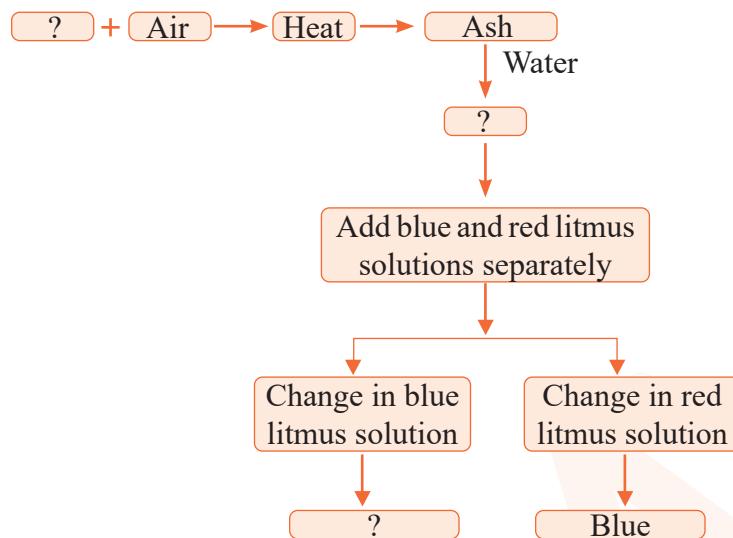 ? + Air Heat Ash
Water
?
Add blue and red litmus
solutions separately
Change in blue
litmus solution
Change in red
litmus solution
?
Blue